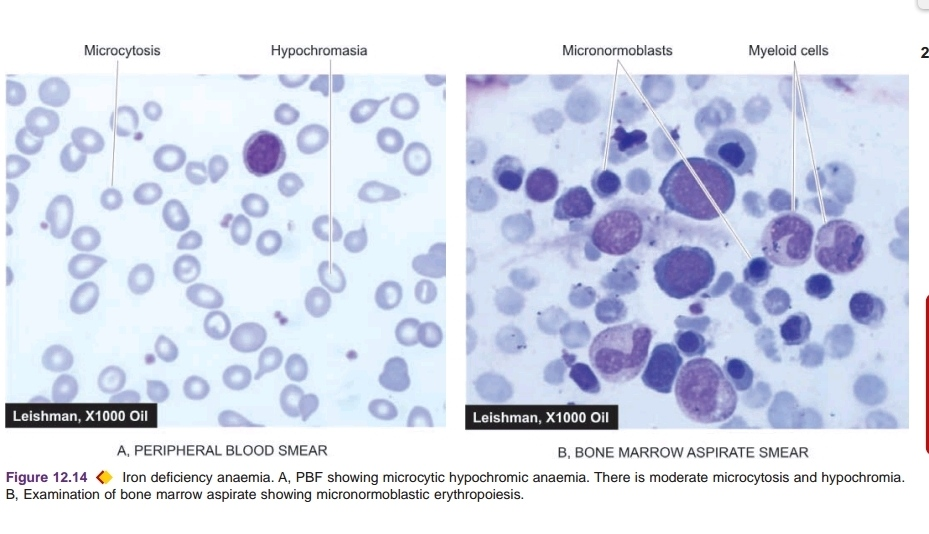 Microcytosis
Hypochromasia
Micronormoblasts
Myeloid cells
2
Leishman, X1000 Oil
Leishman, X1000 Oil
A, PERIPHERAL BLOOD SMEAR
B, BONE MARROW ASPIRATE SMEAR
Figure 12.14 Iron deficiency anaemia. A, PBF showing microcytic hypochromic anaemia. There is moderate microcytosis and hypochromia.
B, Examination of bone marrow aspirate showing micronormoblastic erythropoiesis.